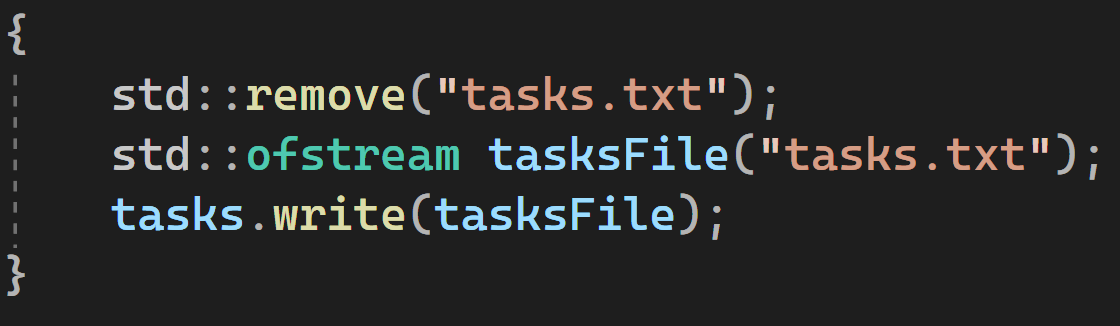 {
std::remove("tasks.txt");
std::ofstream tasksFile("tasks.txt");
tasks.write(tasksFile);
}